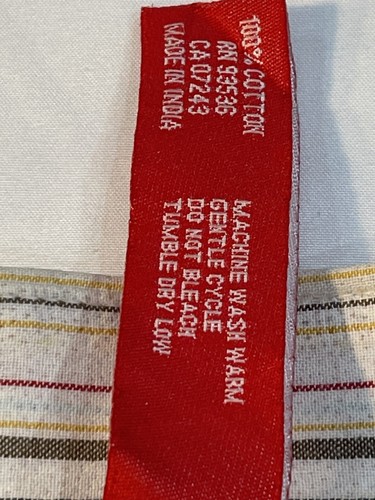 100% COTTON
RN 93536
CA 07243
MADE IN INDIA
MACHINE WASH WARM
GENTLE CYCLE
DO NOT BLEACH
TUMBLE DRY LOW